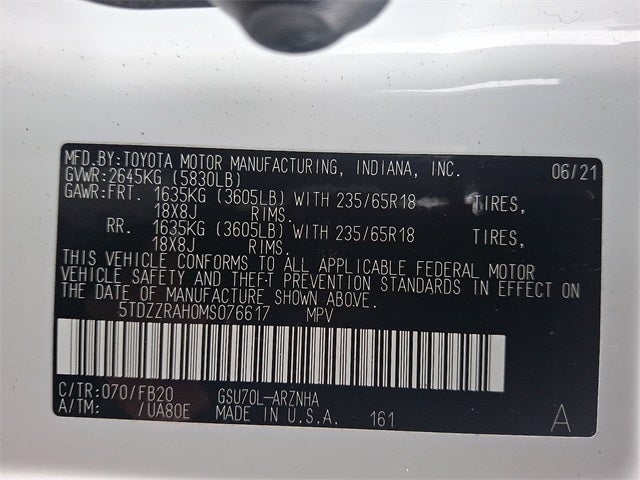 MFD.BY:TOYOTA MOTOR MANUFACTURING, INDIANA, INC. 06/21
GVWR:2645KG (5830LB)
GAWR:FRT. 1635KG (3605LB) WITH 235/65R18 TIRES,
18X8J RIMS.
RR. 1635KG (3605LB) WITH 235/65R18 TIRES,
18X8J RIMS.
THIS VEHICLE CONFORMS TO ALL APPLICABLE FEDERAL MOTOR
VEHICLE SAFETY AND THEFT PREVENTION STANDARDS IN EFFECT ON
THE DATE OF MANUFACTURE SHOWN ABOVE.
5TDZZRAH0MS076617 MPV
C/TR:070/FB20 GSU70L-ARZNHA
A/TM: /UA80E MADE IN U.S.A. 161 A